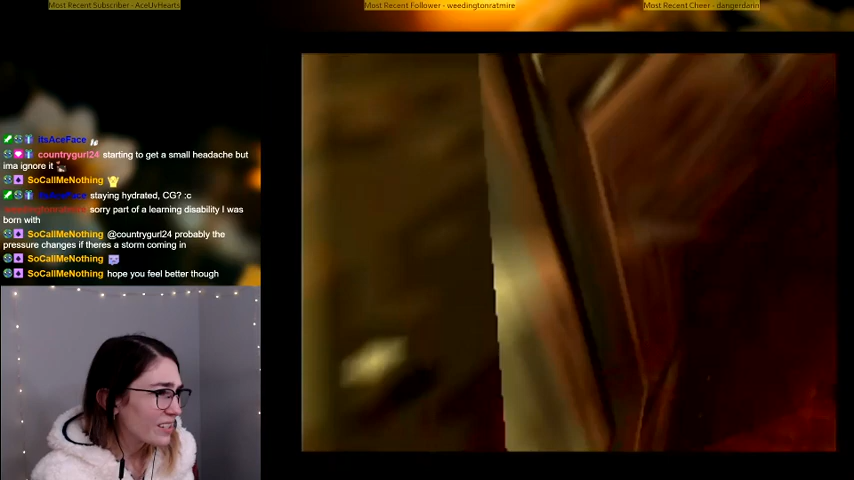 Most Recent Subscriber - AceUvHearts
Most Recent Follower - weedingtonratmire
Most Recent Cheer - dangerdarin
itsAceFace
countrygurl24 starting to get a small headache but
ima ignore it
SoCallMeNothing
itsAceFace staying hydrated, CG? :c
weedingtonratmire sorry part of a learning disability I was
born with
SoCallMeNothing @countrygurl24 probably the
pressure changes if theres a storm coming in
SoCallMeNothing
SoCallMeNothing hope you feel better though